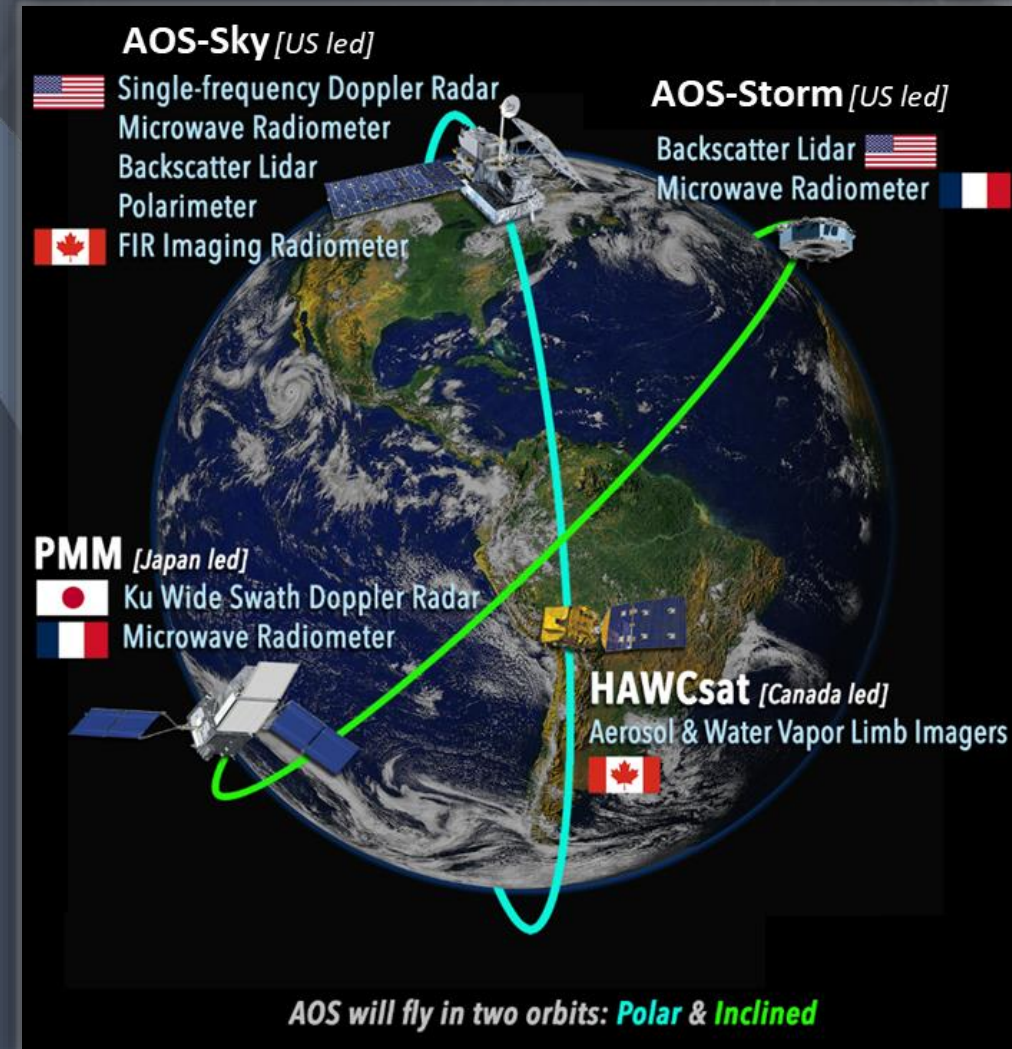 AOS-Sky [US led]
Single-frequency Doppler Radar
Microwave Radiometer
Backscatter Lidar
Polarimeter
FIR Imaging Radiometer
AOS-Storm [US led]
Backscatter Lidar
Microwave Radiometer
PMM [Japan led]
Ku Wide Swath Doppler Radar
Microwave Radiometer
HAWCsat [Canada led]
Aerosol & Water Vapor Limb Imagers
AOS will fly in two orbits: Polar & Inclined